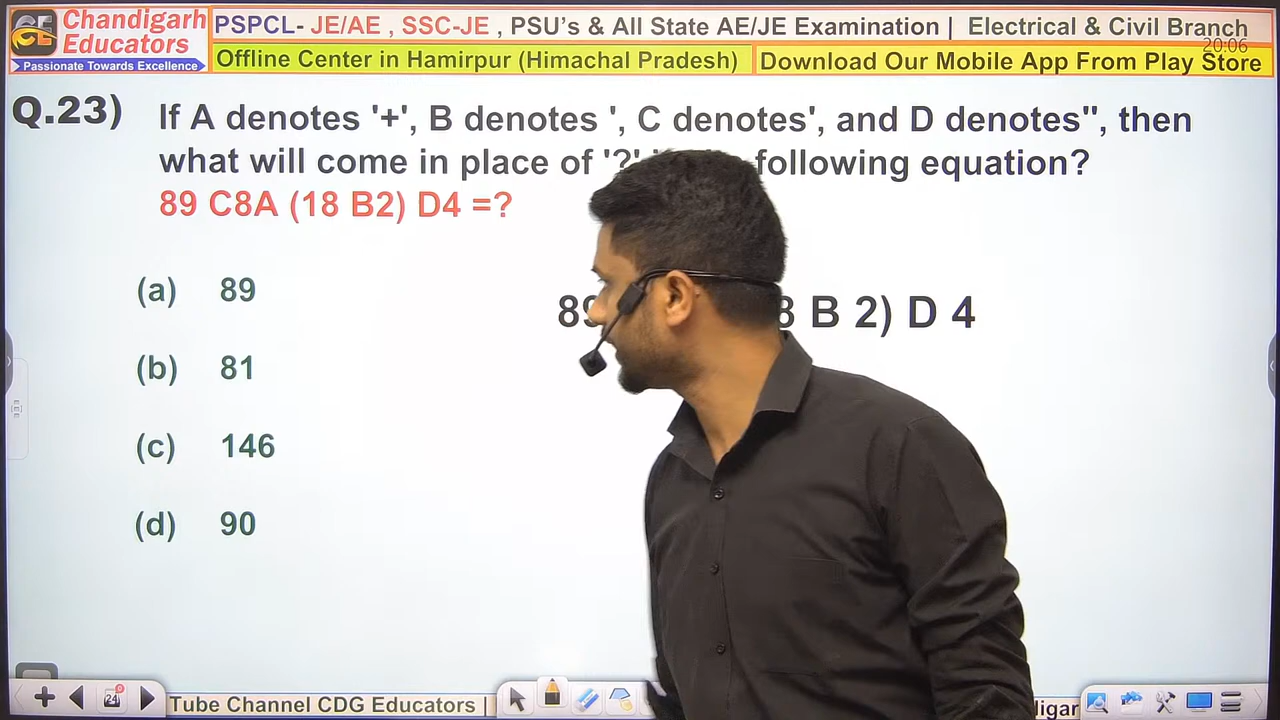 Chandigarh
Educators
Passionate Towards Excellence
PSPCL- JE/AE , SSC-JE , PSU's & All State AE/JE Examination | Electrical & Civil Branch
20:06
Offline Center in Hamirpur (Himachal Pradesh)
Download Our Mobile App From Play Store
Q.23) If A denotes '+', B denotes ', C denotes', and D denotes", then
what will come in place of '?' following equation?
89 C8A (18 B2) D4 =?
(a) 89
B 2) D 4
(b) 81
(c) 146
(d) 90
24
Tube Channel CDG Educators |